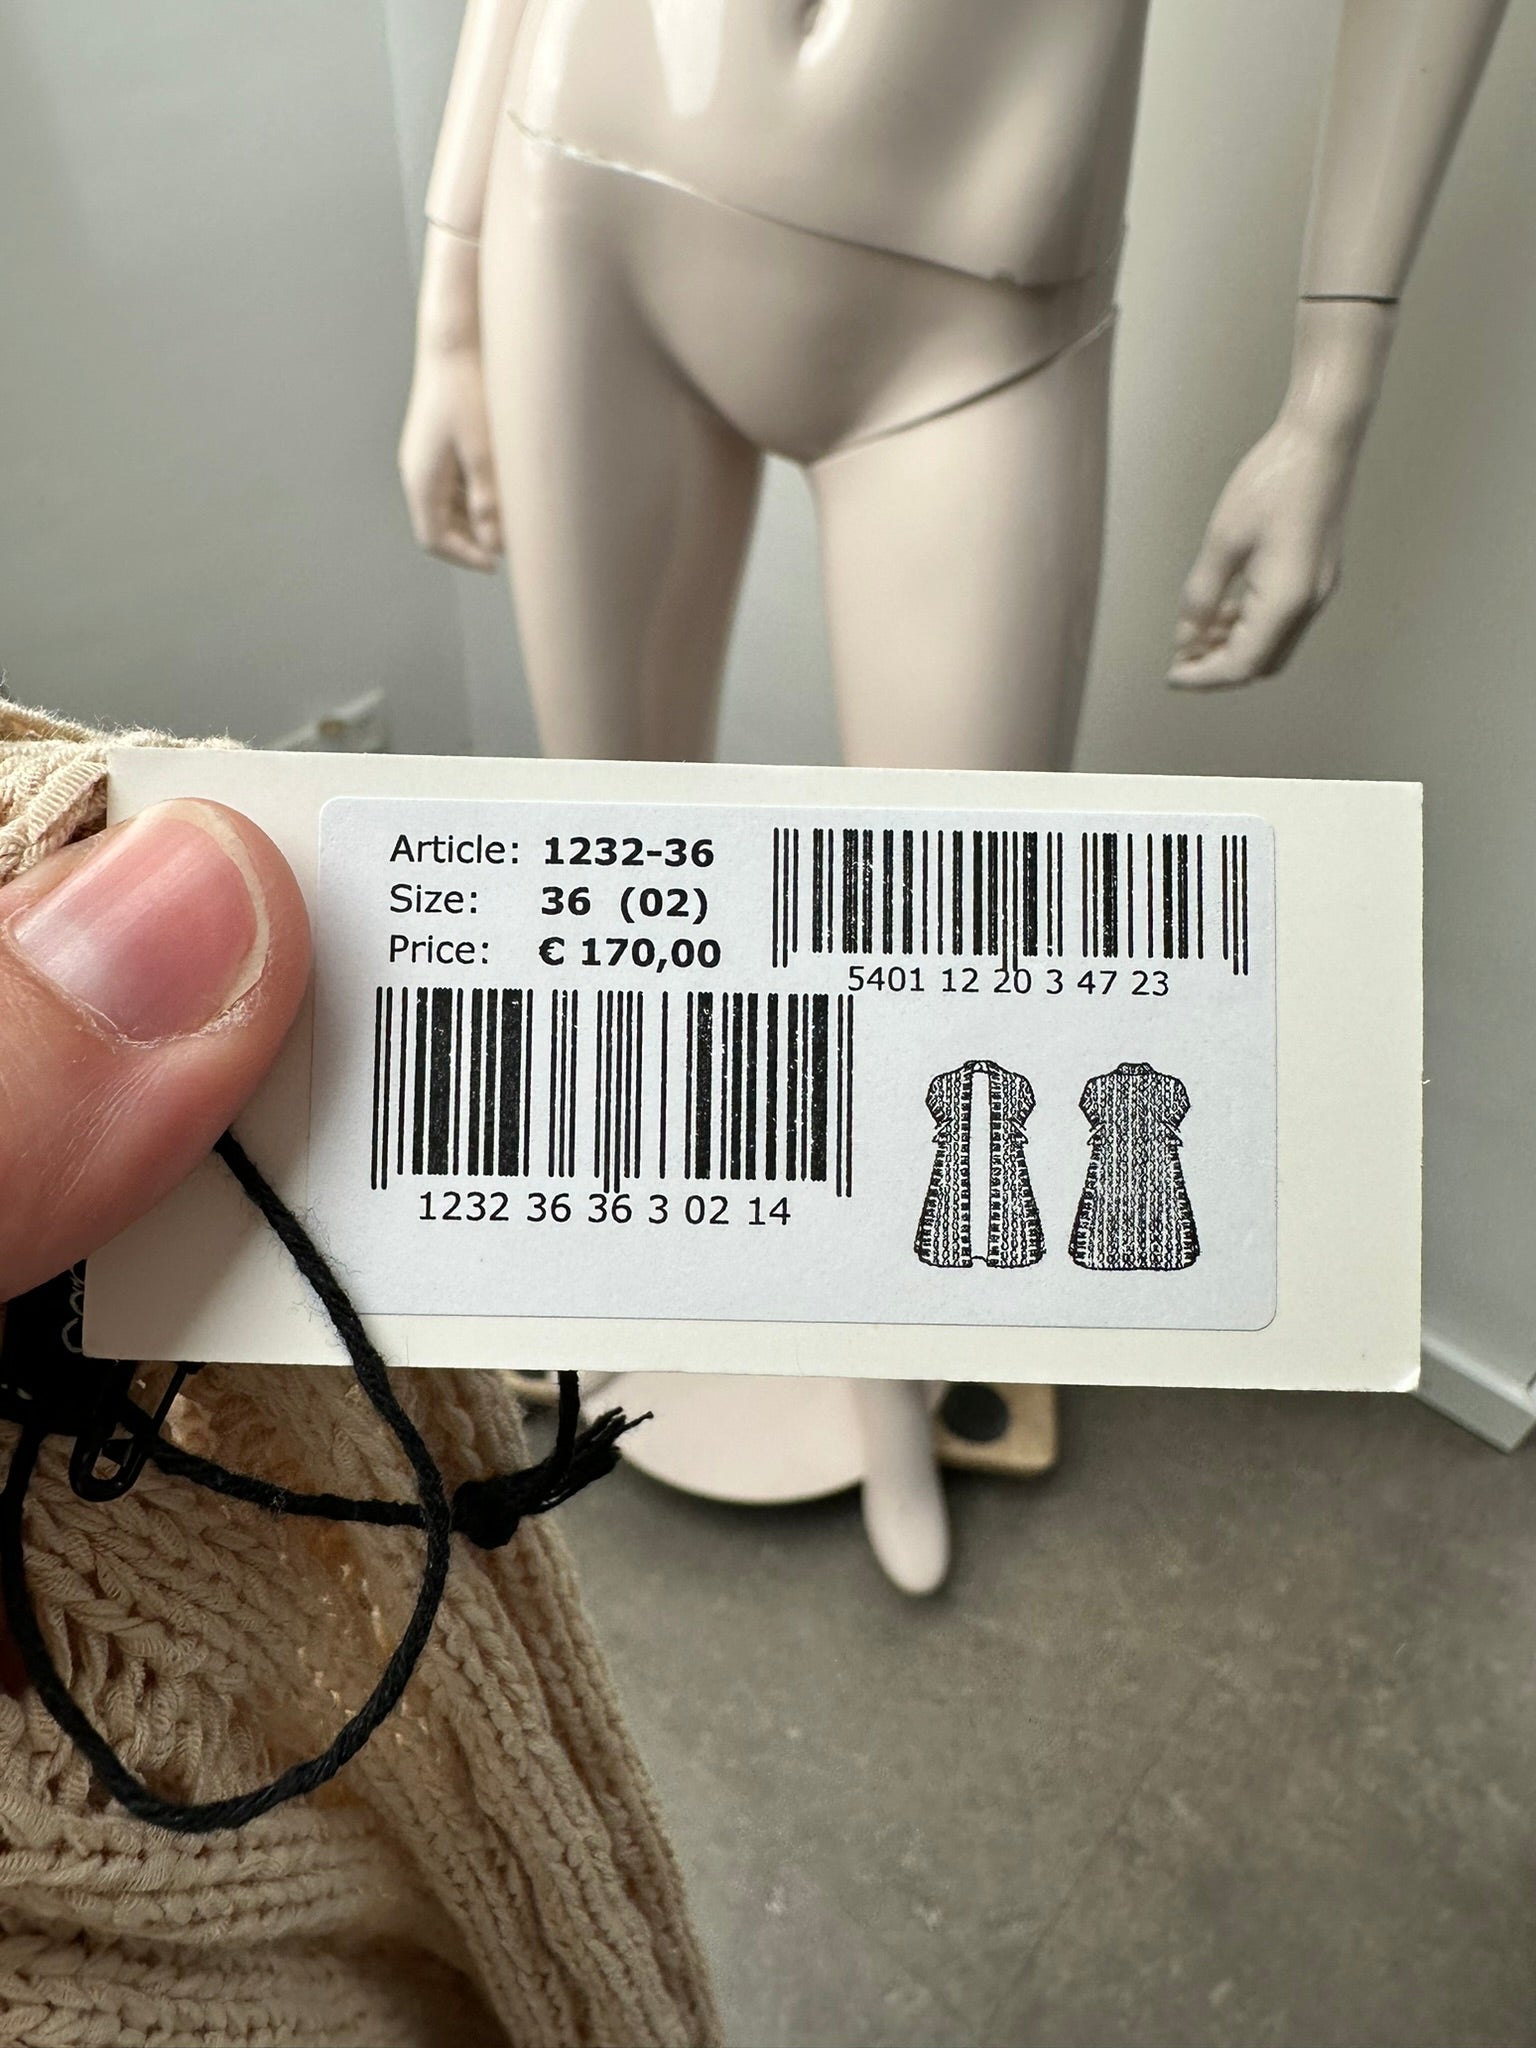 Article: 1232-36
Size: 36 (02)
Price: € 170,00
5401 12 20 3 47 23
1232 36 36 3 02 14